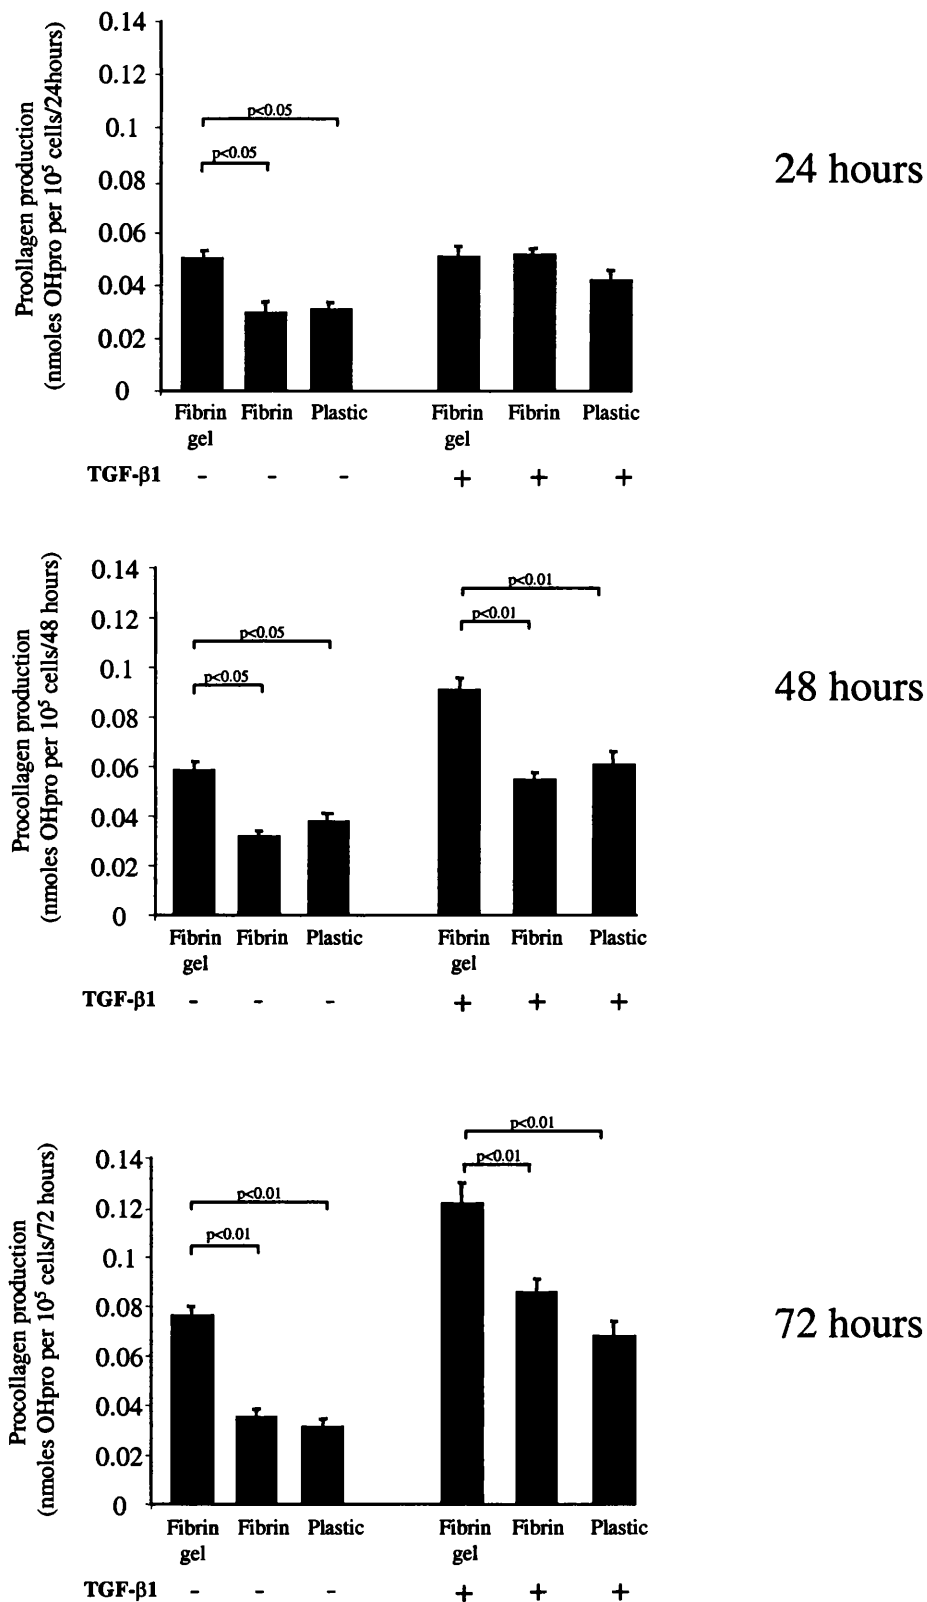 Proollagen production
(nmoles OHpro per 10⁵ cells/24hours)
0.14
0.12
0.1
0.08
0.06
0.04
0.02
0
p<0.05
p<0.05
24 hours
Fibrin gel Fibrin Plastic Fibrin gel Fibrin Plastic
TGF-β1 - - - + + +
Procollagen production
(nmoles OHpro per 10⁵ cells/48 hours)
0.14
0.12
0.1
0.08
0.06
0.04
0.02
0
p<0.05
p<0.05
p<0.01
p<0.01
48 hours
Fibrin gel Fibrin Plastic Fibrin gel Fibrin Plastic
TGF-β1 - - - + + +
Procollagen production
(nmoles OHpro per 10⁵ cells/72 hours)
0.14
0.12
0.1
0.08
0.06
0.04
0.02
0
p<0.01
p<0.01
p<0.01
p<0.01
72 hours
Fibrin gel Fibrin Plastic Fibrin gel Fibrin Plastic
TGF-β1 - - - + + +